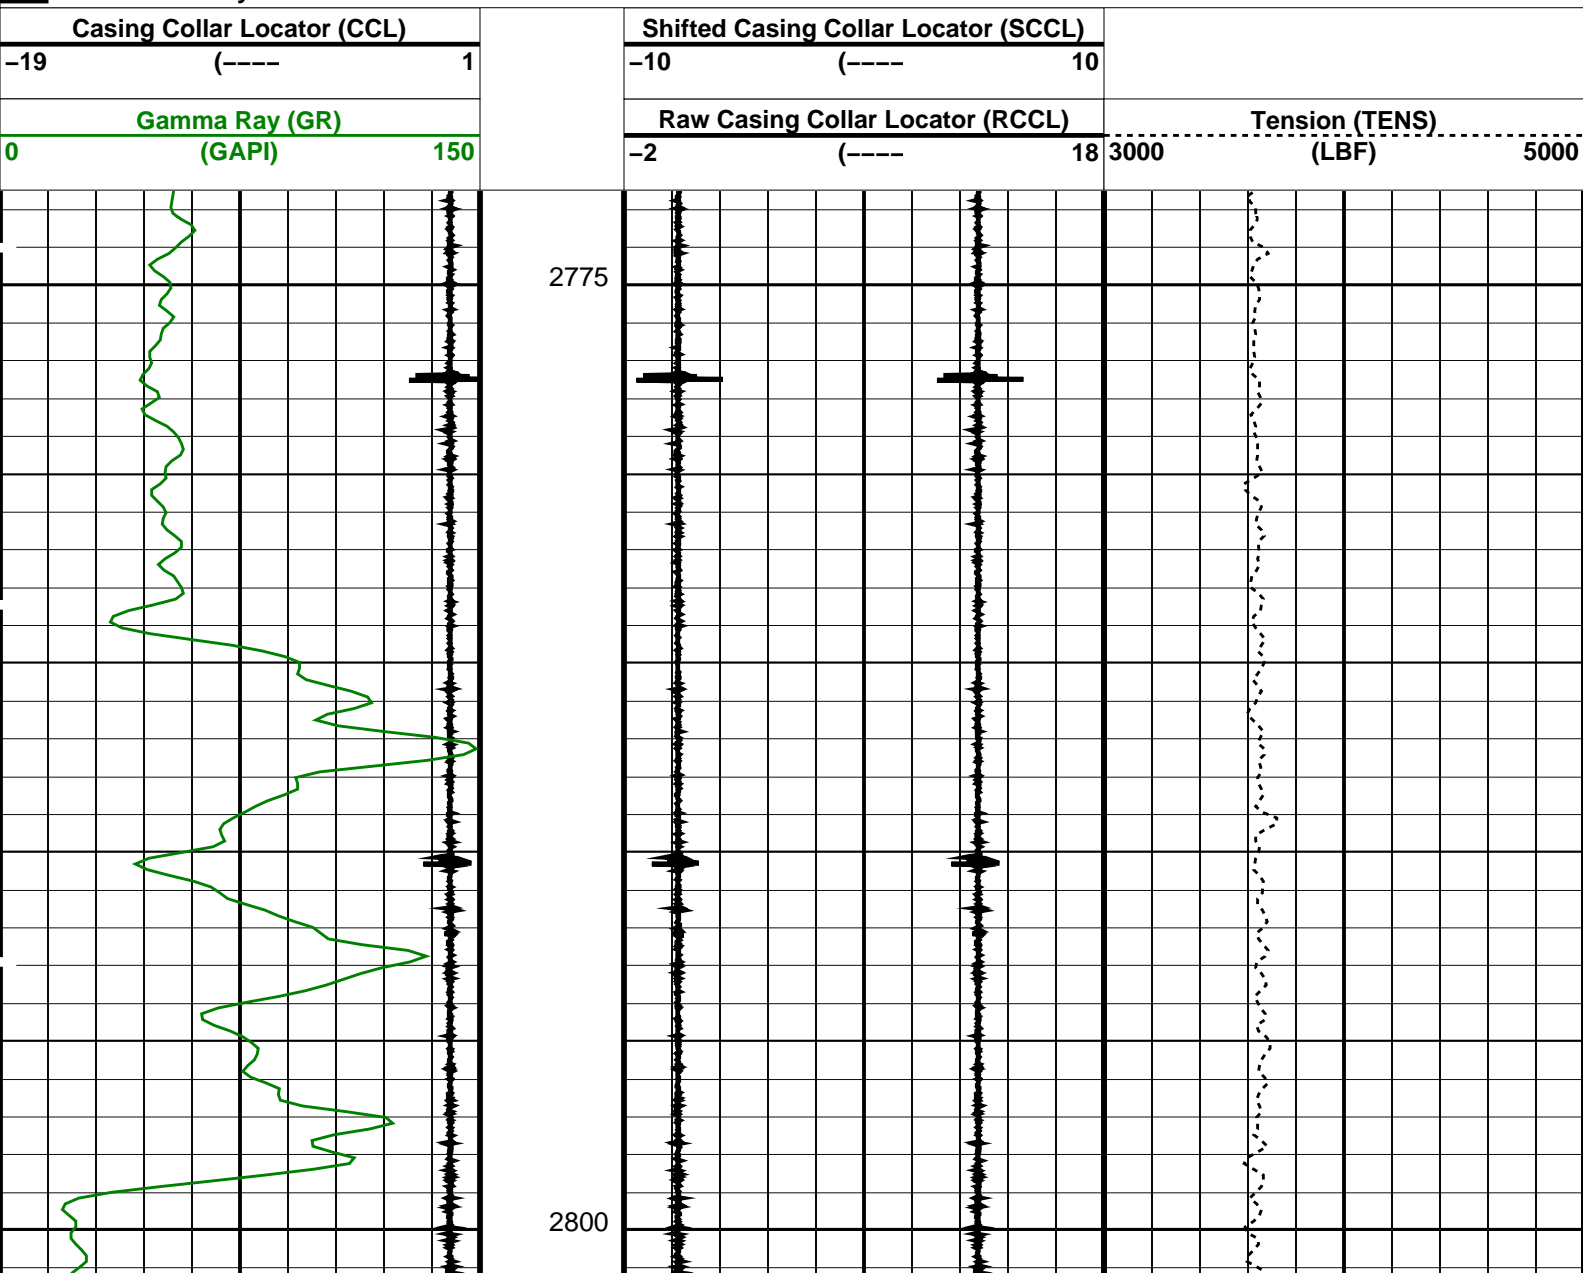 Casing Collar Locator (CCL)
−19 (−−−− 1
Gamma Ray (GR)
0 (GAPI) 150
Shifted Casing Collar Locator (SCCL)
−10 (−−−− 10
Raw Casing Collar Locator (RCCL)
−2 (−−−− 18
Tension (TENS)
3000 (LBF) 5000
2775
2800